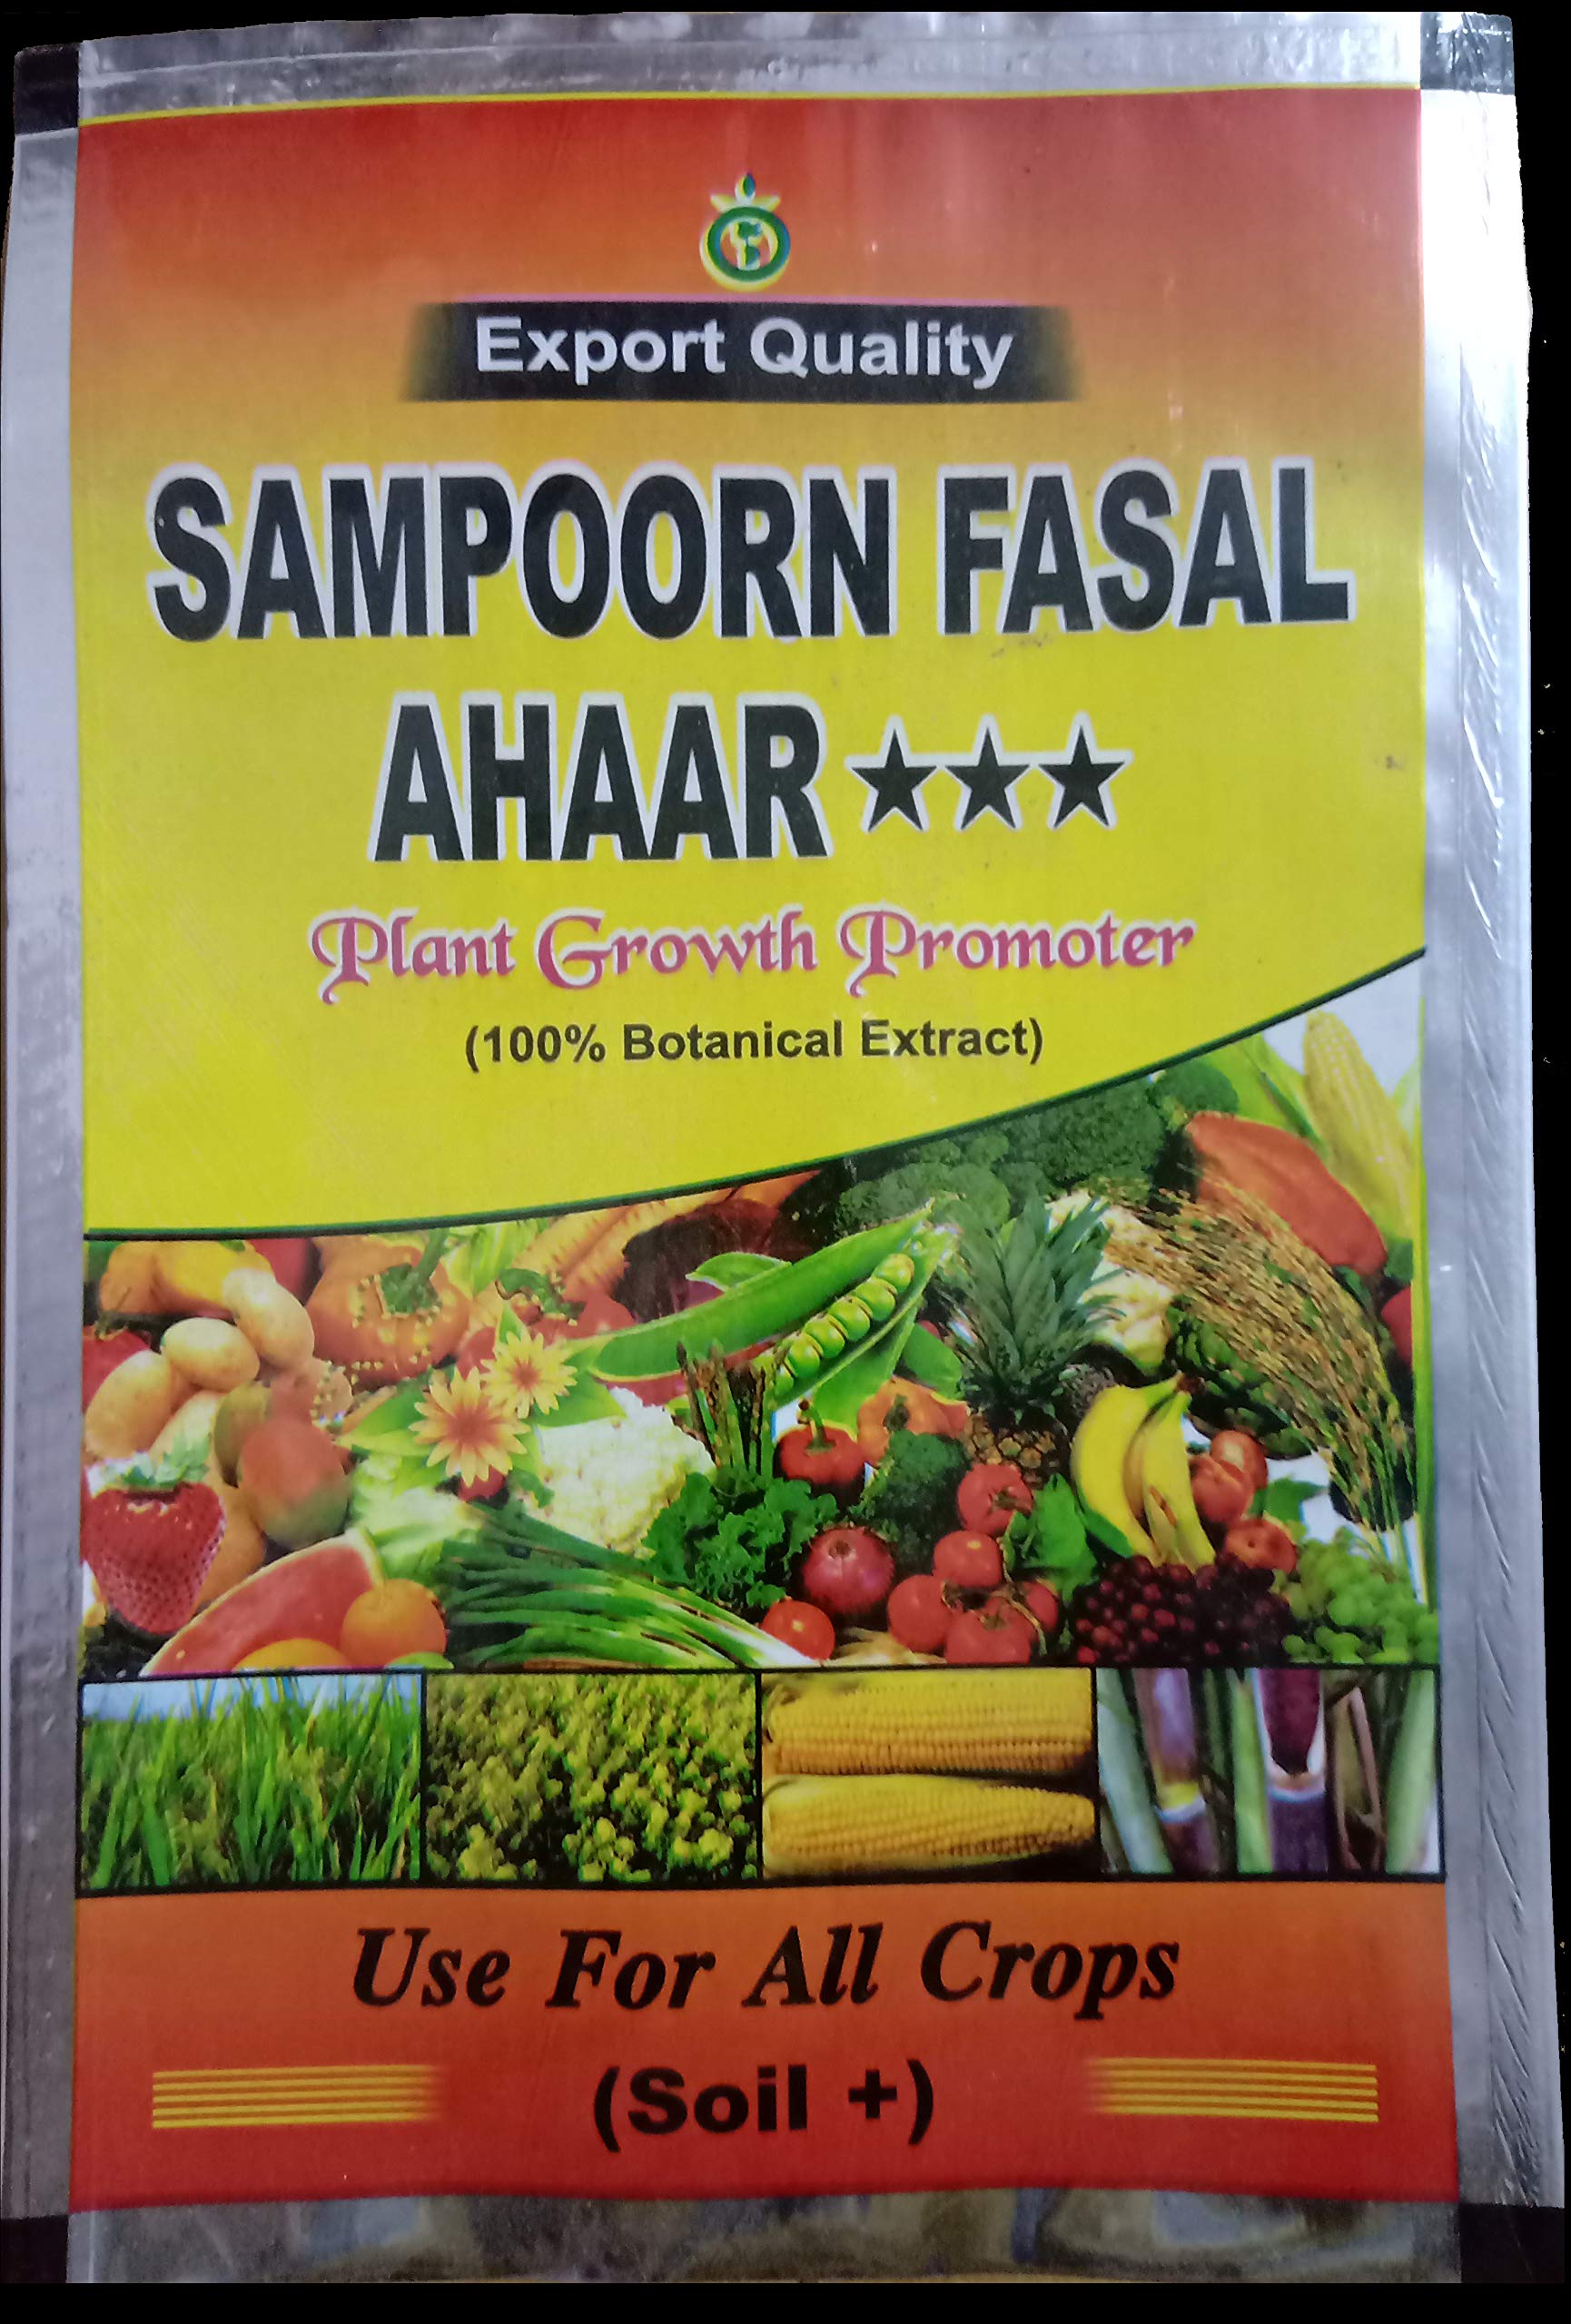 Export Quality
SAMPOORN FASAL
AHAAR ★★★
Plant Growth Promoter
(100% Botanical Extract)
Use For All Crops
(Soil +)